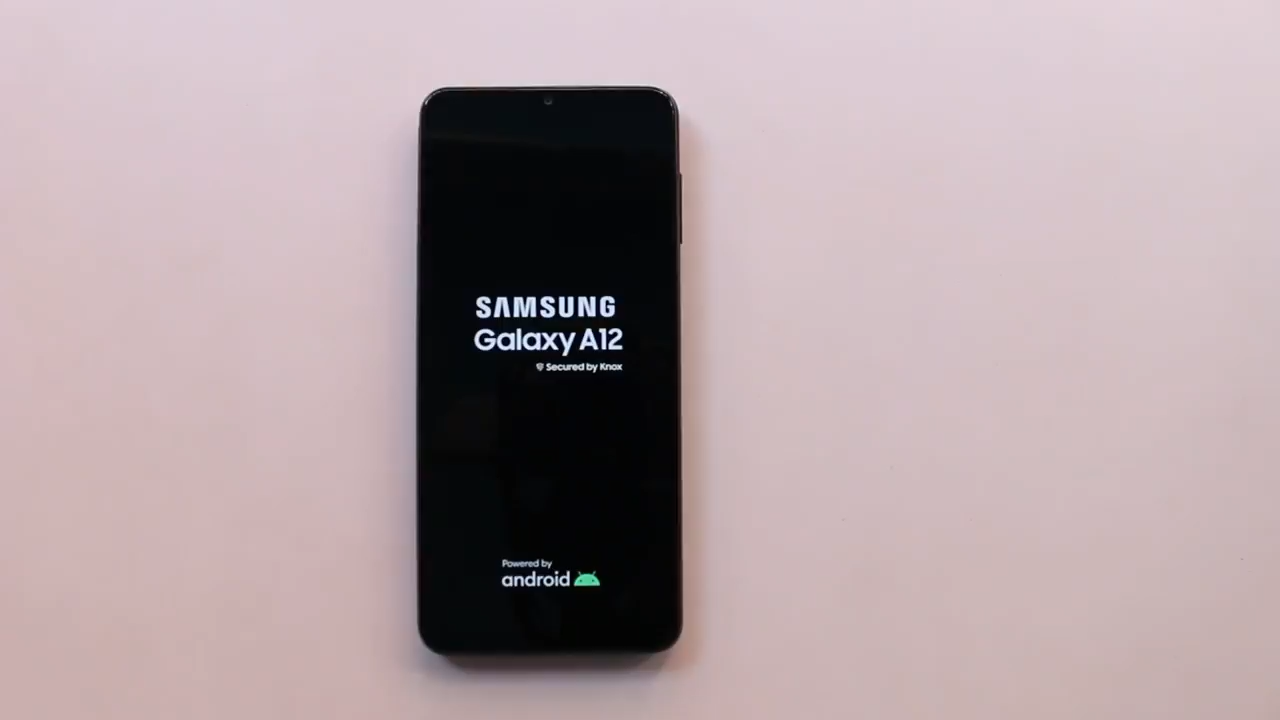 SAMSUNG
Galaxy A12
Secured by Knox
Powered by
android